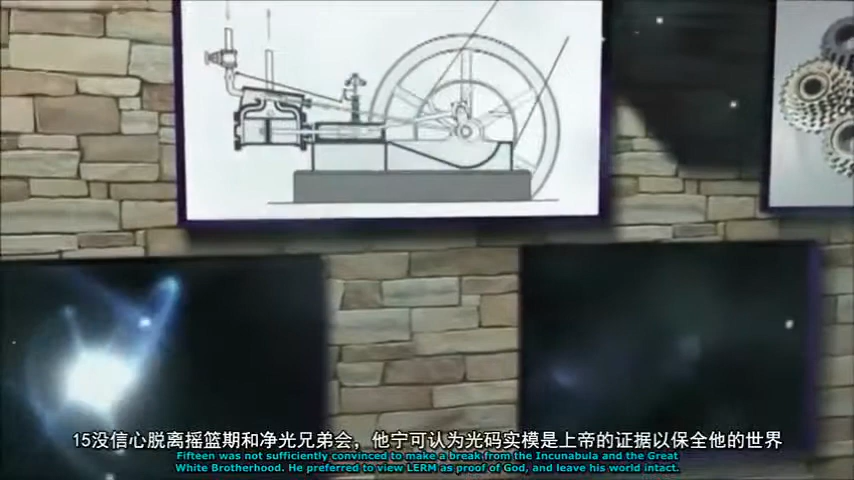 15没信心脱离摇篮期和净光兄弟会，他宁可认为光码实模是上帝的证据以保全他的世界
Fifteen was not sufficiently convinced to make a break from the Incunabula and the Great
White Brotherhood. He preferred to view LERM as proof of God, and leave his world intact.